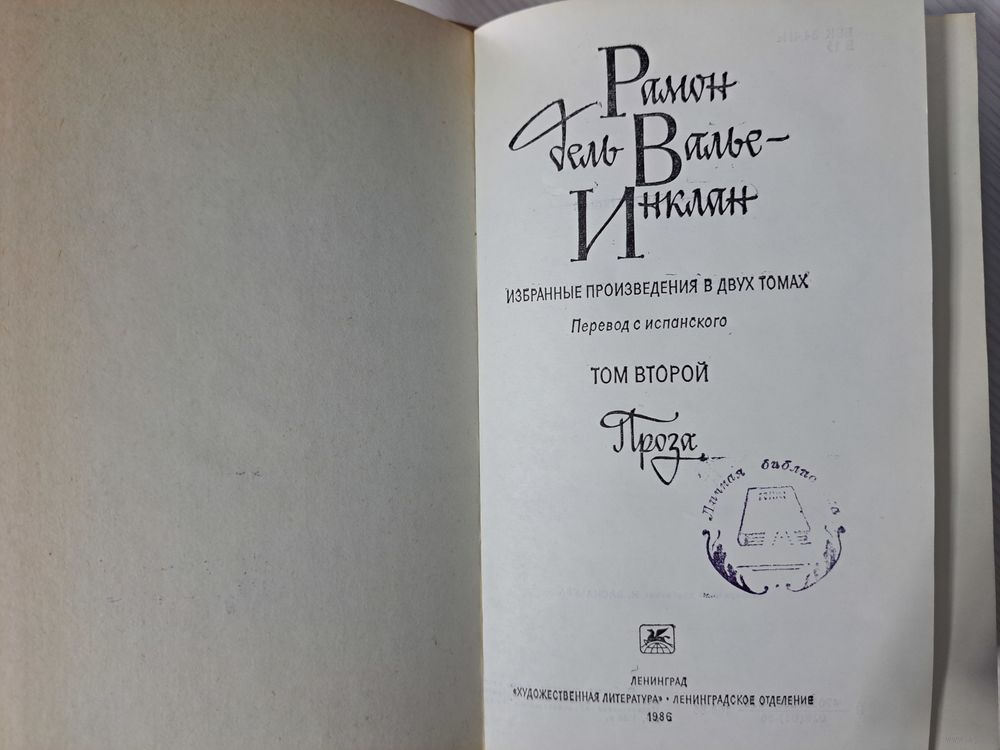 Рамон
дель Валье-
Инклан
ИЗБРАННЫЕ ПРОИЗВЕДЕНИЯ В ДВУХ ТОМАХ
Перевод с испанского
ТОМ ВТОРОЙ
Проза
Личная
ЛЕНИНГРАД
«ХУДОЖЕСТВЕННАЯ ЛИТЕРАТУРА» • ЛЕНИНГРАДСКОЕ ОТДЕЛЕНИЕ
1986